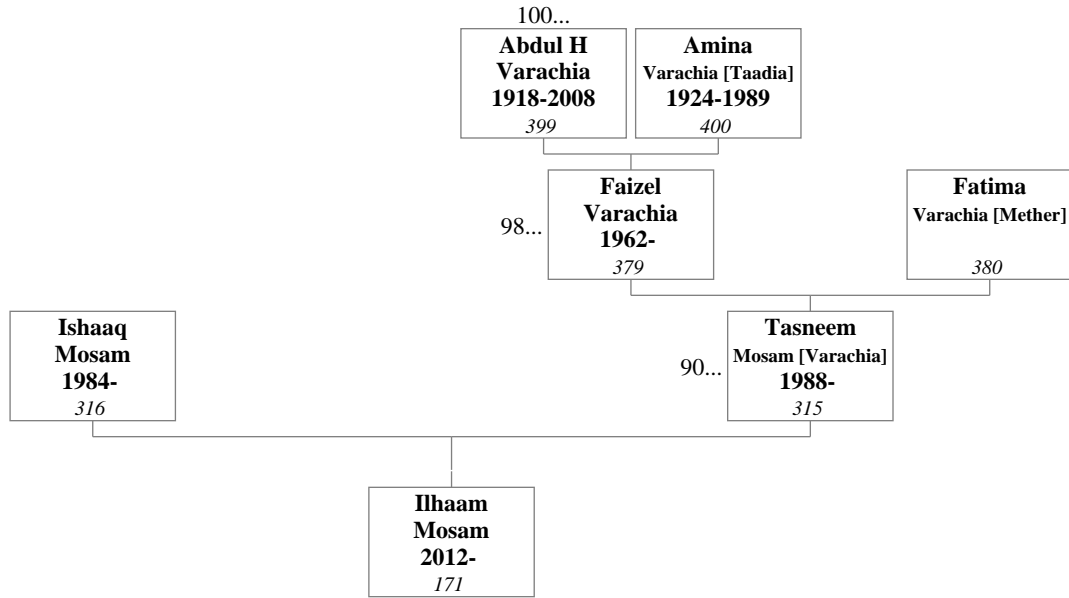 100...
Abdul H
Varachia
1918-2008
399
Amina
Varachia [Taadia]
1924-1989
400
98...
Faizel
Varachia
1962-
379
Fatima
Varachia [Mether]
380
Ishaaq
Mosam
1984-
316
90...
Tasneem
Mosam [Varachia]
1988-
315
Ilhaam
Mosam
2012-
171